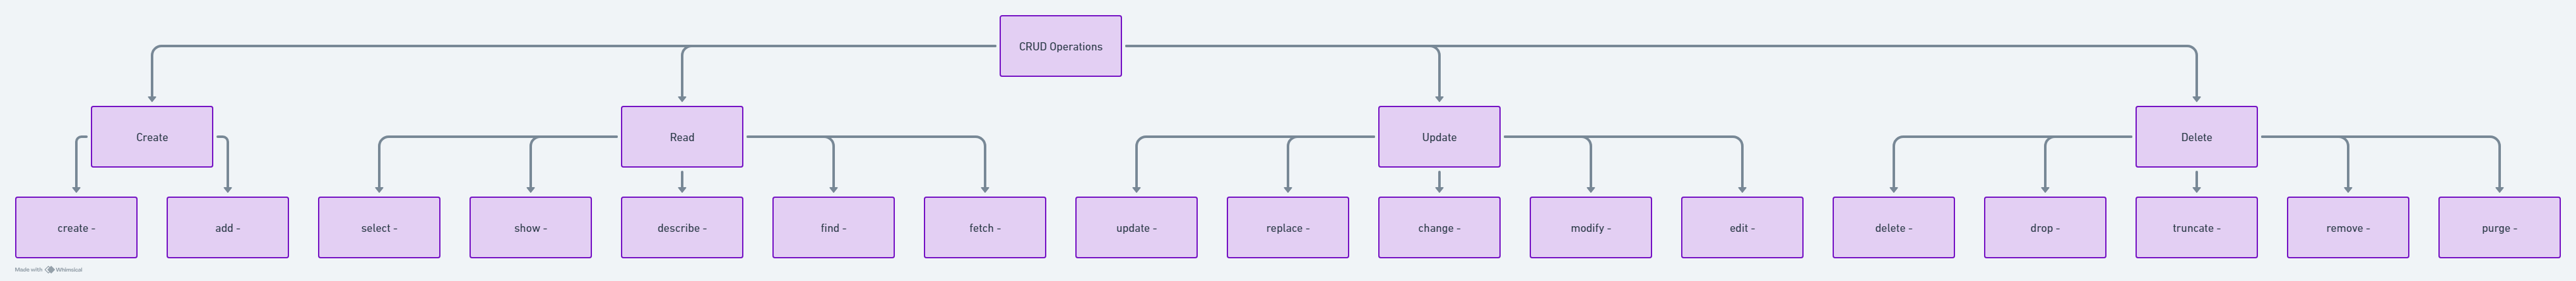 CRUD Operations
Create
Read
Update
Delete
create -
add -
select -
show -
describe -
find -
fetch -
update -
replace -
change -
modify -
edit -
delete -
drop -
truncate -
remove -
purge -
Made with Whimsical